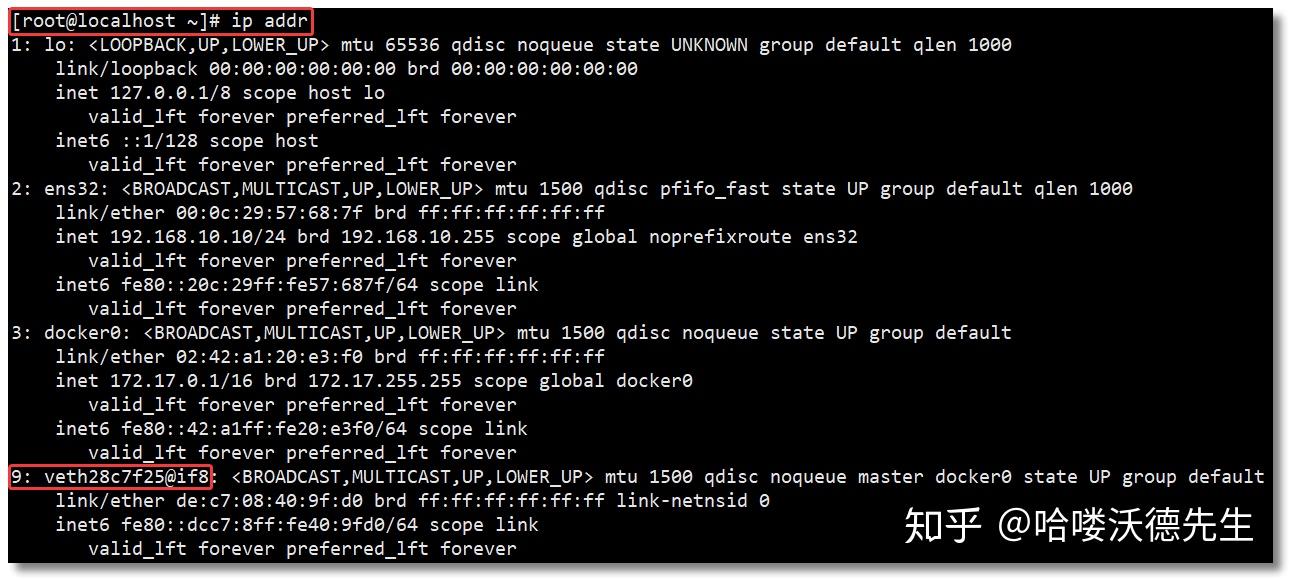 [root@localhost ~]# ip addr
1: lo: <LOOPBACK,UP,LOWER_UP> mtu 65536 qdisc noqueue state UNKNOWN group default qlen 1000
    link/loopback 00:00:00:00:00:00 brd 00:00:00:00:00:00
    inet 127.0.0.1/8 scope host lo
       valid_lft forever preferred_lft forever
    inet6 ::1/128 scope host
       valid_lft forever preferred_lft forever
2: ens32: <BROADCAST,MULTICAST,UP,LOWER_UP> mtu 1500 qdisc pfifo_fast state UP group default qlen 1000
    link/ether 00:0c:29:57:68:7f brd ff:ff:ff:ff:ff:ff
    inet 192.168.10.10/24 brd 192.168.10.255 scope global noprefixroute ens32
       valid_lft forever preferred_lft forever
    inet6 fe80::20c:29ff:fe57:687f/64 scope link
       valid_lft forever preferred_lft forever
3: docker0: <BROADCAST,MULTICAST,UP,LOWER_UP> mtu 1500 qdisc noqueue state UP group default
    link/ether 02:42:a1:20:e3:f0 brd ff:ff:ff:ff:ff:ff
    inet 172.17.0.1/16 brd 172.17.255.255 scope global docker0
       valid_lft forever preferred_lft forever
    inet6 fe80::42:a1ff:fe20:e3f0/64 scope link
       valid_lft forever preferred_lft forever
9: veth28c7f25@if8: <BROADCAST,MULTICAST,UP,LOWER_UP> mtu 1500 qdisc noqueue master docker0 state UP group default
    link/ether de:c7:08:40:9f:d0 brd ff:ff:ff:ff:ff:ff link-netnsid 0
    inet6 fe80::dcc7:8ff:fe40:9fd0/64 scope link
       valid_lft forever preferred_lft forever
知乎 @哈喽沃德先生